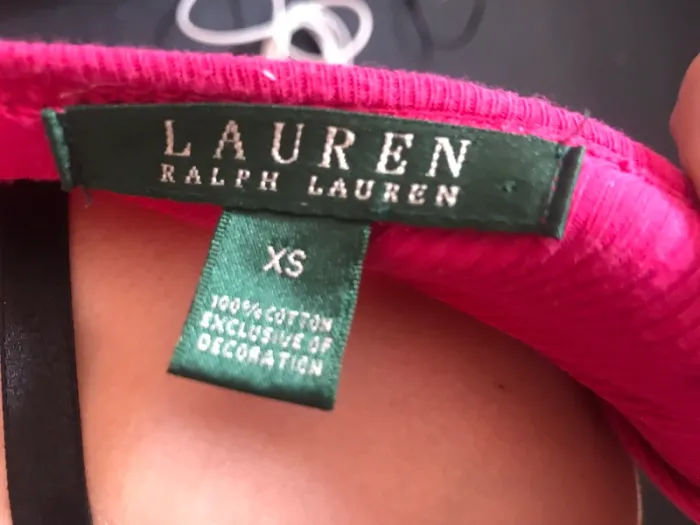 LAUREN
RALPH LAUREN
XS
100% COTTON
EXCLUSIVE OF
DECORATION